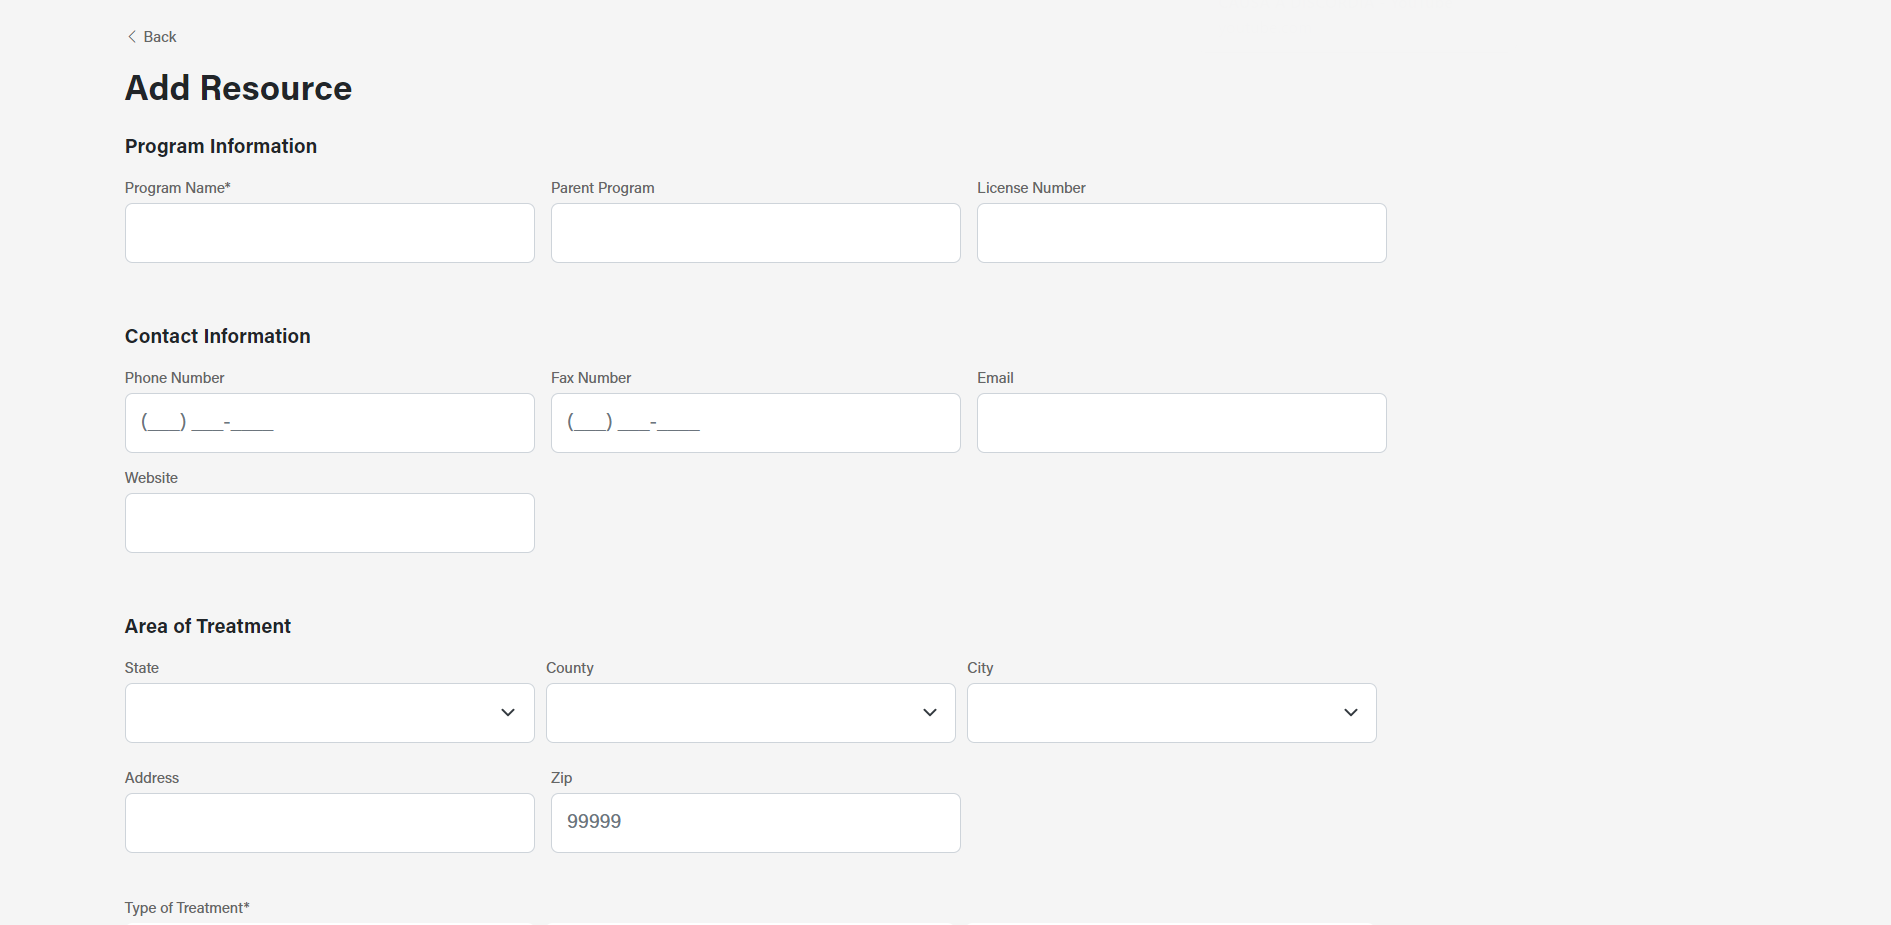 Back
Add Resource
Program Information
Program Name* Parent Program License Number
Contact Information
Phone Number Fax Number Email
(___) ___-____ (___) ___-____
Website
Area of Treatment
State County City
Address Zip
99999
Type of Treatment*